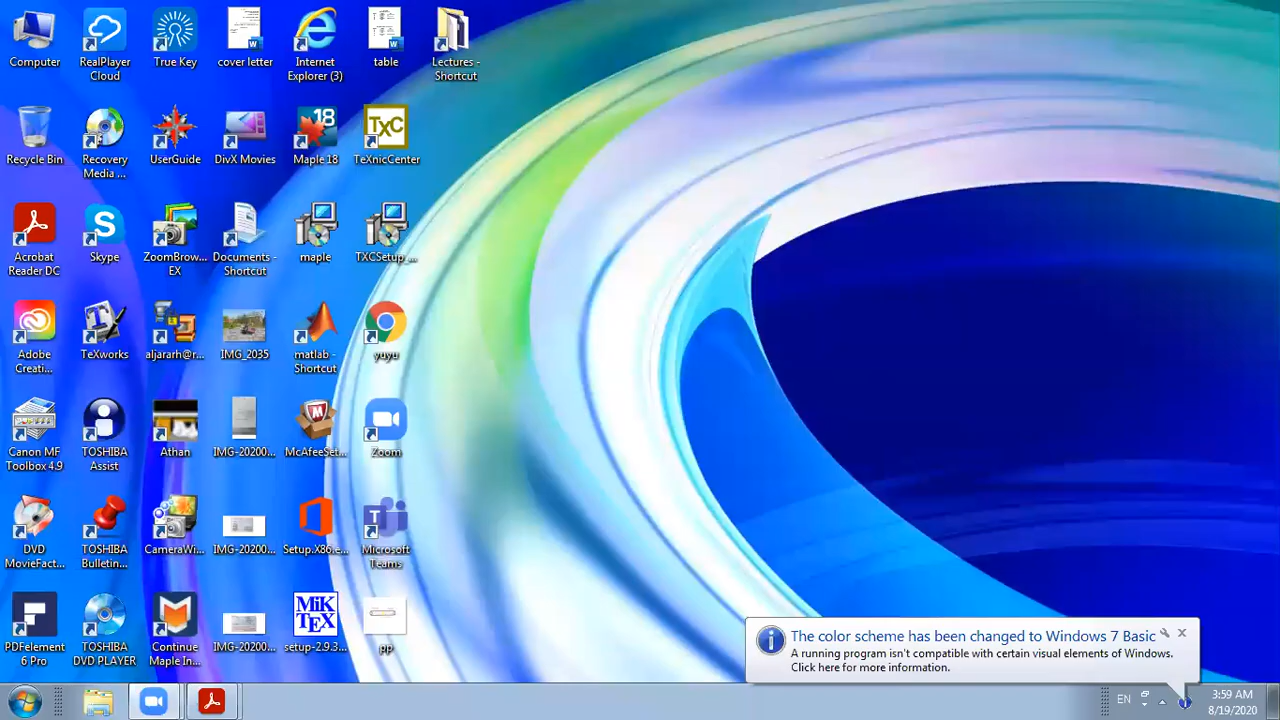 Computer
RealPlayer
Cloud
True Key
cover letter
Internet
Explorer (3)
table
Lectures -
Shortcut
Recycle Bin
Recovery
Media ...
UserGuide
DivX Movies
18
Maple 18
TXC
TeXnicCenter
Acrobat
Reader DC
Skype
ZoomBrow...
EX
Documents -
Shortcut
maple
TXCSetup_...
Adobe
Creati...
TeXworks
aljararh@r...
IMG_2035
matlab -
Shortcut
yuyu
Canon MF
Toolbox 4.9
TOSHIBA
Assist
Athan
IMG-20200...
McAfeeSet...
Zoom
DVD
MovieFact...
TOSHIBA
Bulletin...
CameraWi...
IMG-20200...
Setup.X86.e...
Microsoft
Teams
PDFelement
6 Pro
TOSHIBA
DVD PLAYER
Continue
Maple In...
IMG-20200...
MiK
TEX
setup-2.9.3...
pp
The color scheme has been changed to Windows 7 Basic
A running program isn't compatible with certain visual elements of Windows.
Click here for more information.
EN
3:59 AM
8/19/2020